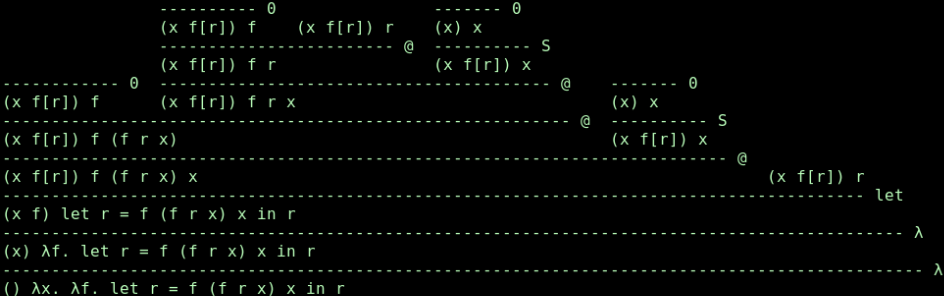 ---------- 0                ------- 0
                (x f[r]) f    (x f[r]) r    (x) x
                ------------------------ @  ---------- S
                (x f[r]) f r                (x f[r]) x
------------ 0  ---------------------------------------- @    ------- 0
(x f[r]) f      (x f[r]) f r x                                (x) x
---------------------------------------------------------- @  ---------- S
(x f[r]) f (f r x)                                            (x f[r]) x
-------------------------------------------------------------------------- @
(x f[r]) f (f r x) x                                                          (x f[r]) r
---------------------------------------------------------------------------------------- let
(x f) let r = f (f r x) x in r
-------------------------------------------------------------------------------------------- λ
(x) λf. let r = f (f r x) x in r
---------------------------------------------------------------------------------------------- λ
() λx. λf. let r = f (f r x) x in r